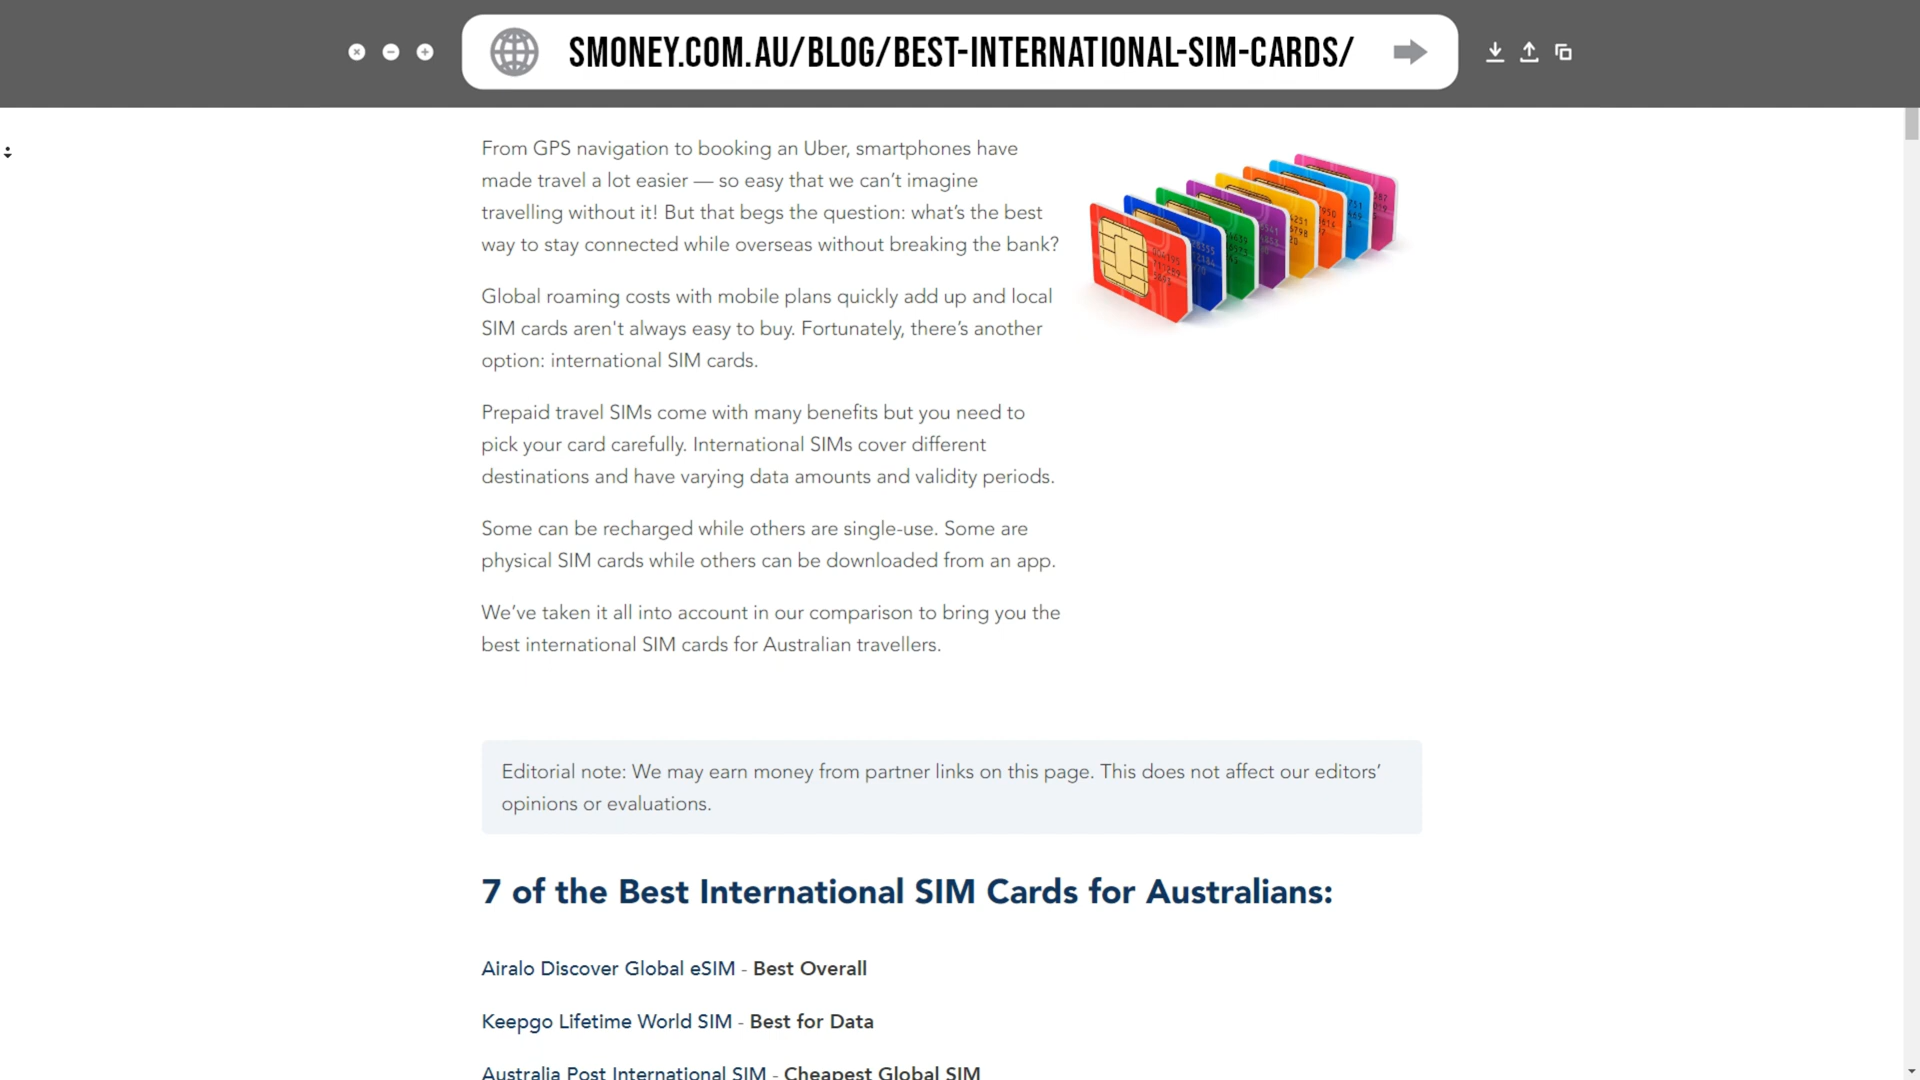 SMONEY.COM.AU/BLOG/BEST-INTERNATIONAL-SIM-CARDS/
From GPS navigation to booking an Uber, smartphones have
made travel a lot easier — so easy that we can’t imagine
travelling without it! But that begs the question: what’s the best
way to stay connected while overseas without breaking the bank?
Global roaming costs with mobile plans quickly add up and local
SIM cards aren't always easy to buy. Fortunately, there’s another
option: international SIM cards.
Prepaid travel SIMs come with many benefits but you need to
pick your card carefully. International SIMs cover different
destinations and have varying data amounts and validity periods.
Some can be recharged while others are single-use. Some are
physical SIM cards while others can be downloaded from an app.
We’ve taken it all into account in our comparison to bring you the
best international SIM cards for Australian travellers.
Editorial note: We may earn money from partner links on this page. This does not affect our editors’
opinions or evaluations.
7 of the Best International SIM Cards for Australians:
Airalo Discover Global eSIM - Best Overall
Keepgo Lifetime World SIM - Best for Data
Australia Post International SIM - Cheapest Global SIM